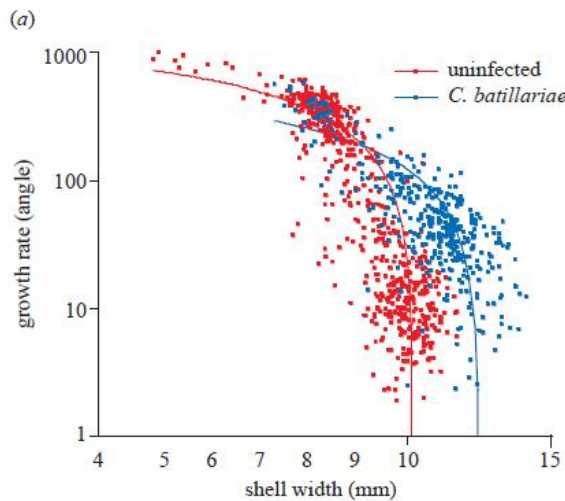 (a)
1000
100
10
1
growth rate (angle)
uninfected
C. batillariae
4 5 6 7 8 9 10 15
shell width (mm)